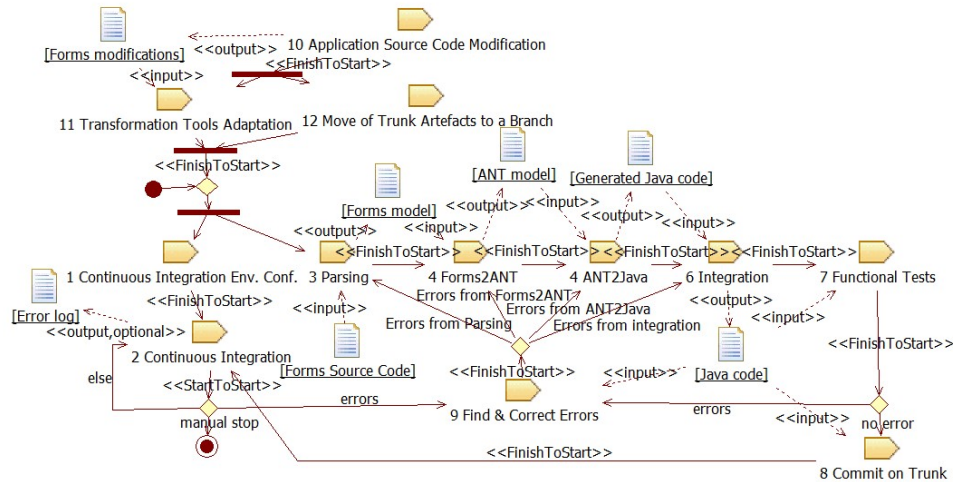 10 Application Source Code Modification
[Forms modifications]
<<output>>
<<FinishToStart>>
<<input>>
11 Transformation Tools Adaptation
12 Move of Trunk Artefacts to a Branch
<<FinishToStart>>
[Forms model]
[ANT model]
[Generated Java code]
<<output>>
<<input>>
<<output>>
<<input>>
<<output>>
<<input>>
<<FinishToStart>>
<<FinishToStart>>
<<FinishToStart>>
<<FinishToStart>>
1 Continuous Integration Env. Conf.
3 Parsing
4 Forms2ANT
4 ANT2Java
6 Integration
7 Functional Tests
<<FinishToStart>>
[Error log]
<<output,optional>>
<<input>>
Errors from Forms2ANT
Errors from ANT2Java
Errors from Parsing
Errors from integration
<<output>>
<<input>>
<<FinishToStart>>
2 Continuous Integration
[Forms Source Code]
<<FinishToStart>>
<<input>>
[Java code]
else
<<StartToStart>>
errors
9 Find & Correct Errors
errors
<<input>>
manual stop
no error
<<FinishToStart>>
8 Commit on Trunk